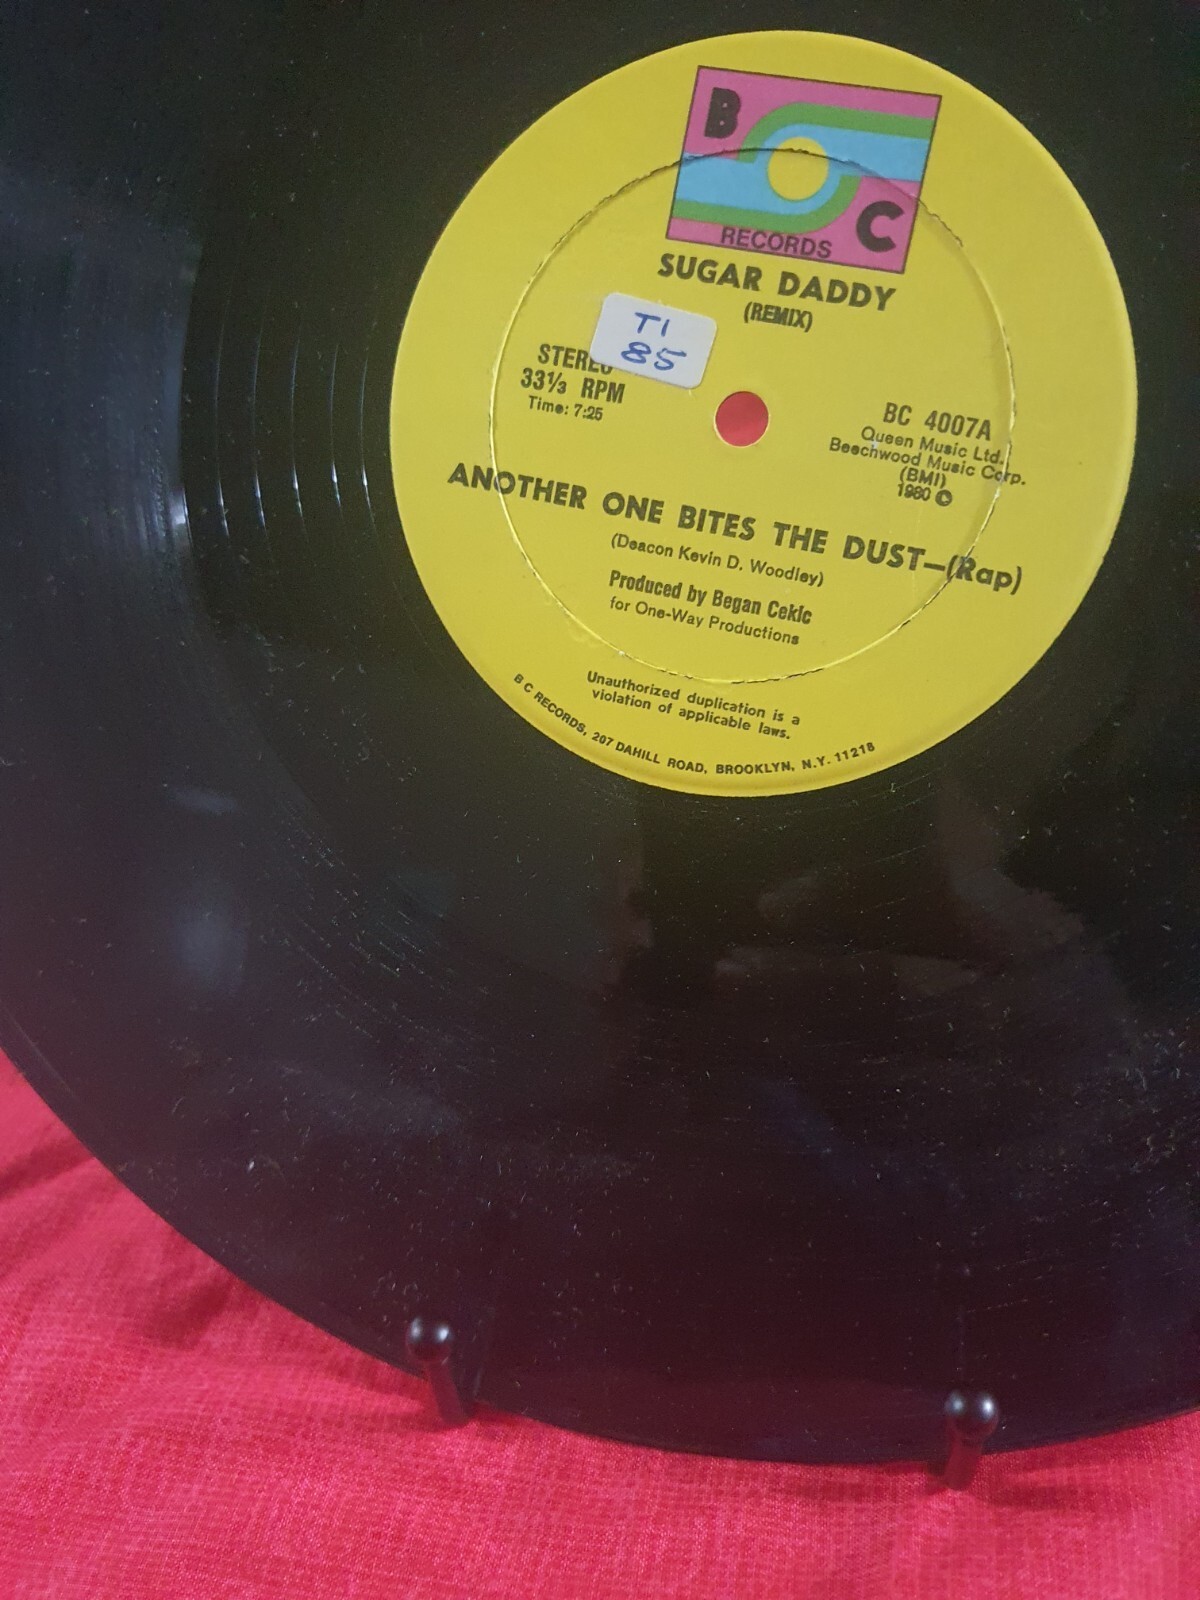 B
C
RECORDS
SUGAR DADDY
(REMIX)
T1
85
STEREO
33⅓ RPM
Time: 7:25
BC 4007A
Queen Music Ltd.
Beechwood Music Corp.
(BMI)
1980 ©
ANOTHER ONE BITES THE DUST—(Rap)
(Deacon Kevin D. Woodley)
Produced by Began Cekic
for One-Way Productions
Unauthorized duplication is a
violation of applicable laws.
B C RECORDS, 207 DAHILL ROAD, BROOKLYN, N.Y. 11218